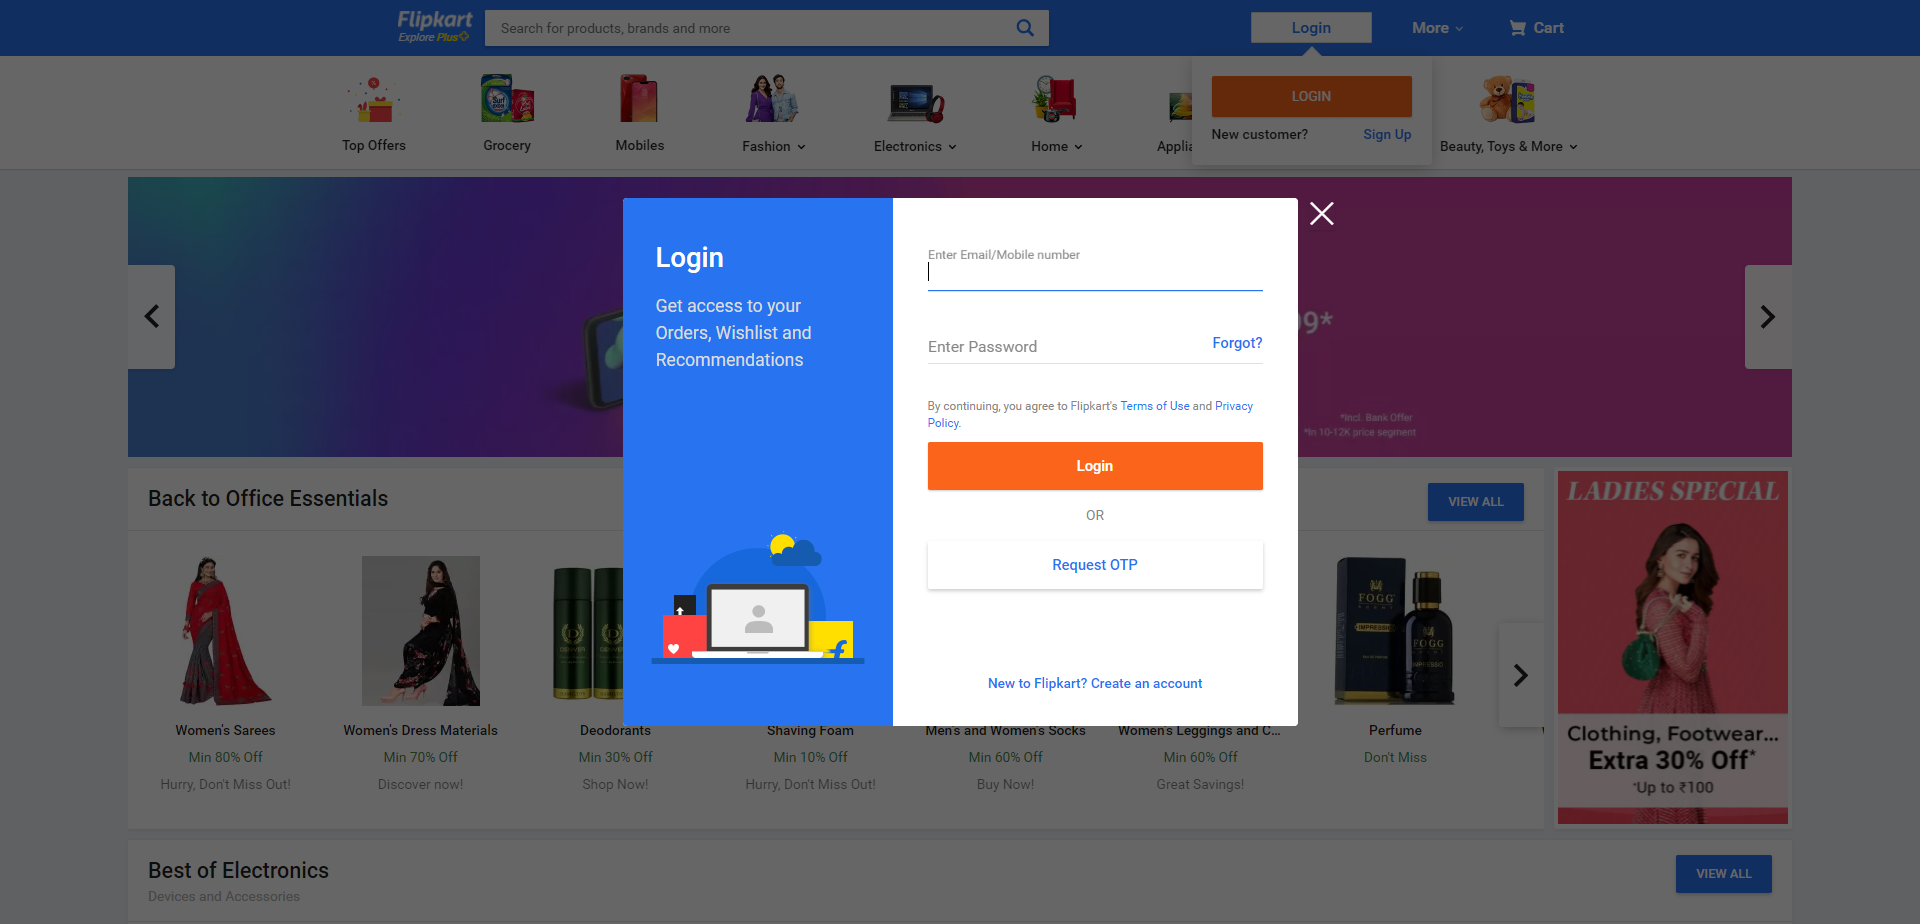 Flipkart
Explore Plus
Search for products, brands and more
Login
More
Cart
LOGIN
New customer?
Sign Up
Top Offers
Grocery
Mobiles
Fashion
Electronics
Home
Applia
Beauty, Toys & More
9*
*Incl. Bank Offer
*In 10-12K price segment
Login
Get access to your
Orders, Wishlist and
Recommendations
Enter Email/Mobile number
Enter Password
Forgot?
By continuing, you agree to Flipkart's Terms of Use and Privacy
Policy.
Login
OR
Request OTP
New to Flipkart? Create an account
Back to Office Essentials
VIEW ALL
Women's Sarees
Min 80% Off
Hurry, Don't Miss Out!
Women's Dress Materials
Min 70% Off
Discover now!
Deodorants
Min 30% Off
Shop Now!
Shaving Foam
Min 10% Off
Hurry, Don't Miss Out!
Men's and Women's Socks
Min 60% Off
Buy Now!
Women's Leggings and C...
Min 60% Off
Great Savings!
FOGG
SCENT
IMPRESSIO
FOGG
IMPRESSIO
Perfume
Don't Miss
LADIES SPECIAL
Clothing, Footwear...
Extra 30% Off*
*Up to ₹100
Best of Electronics
Devices and Accessories
VIEW ALL